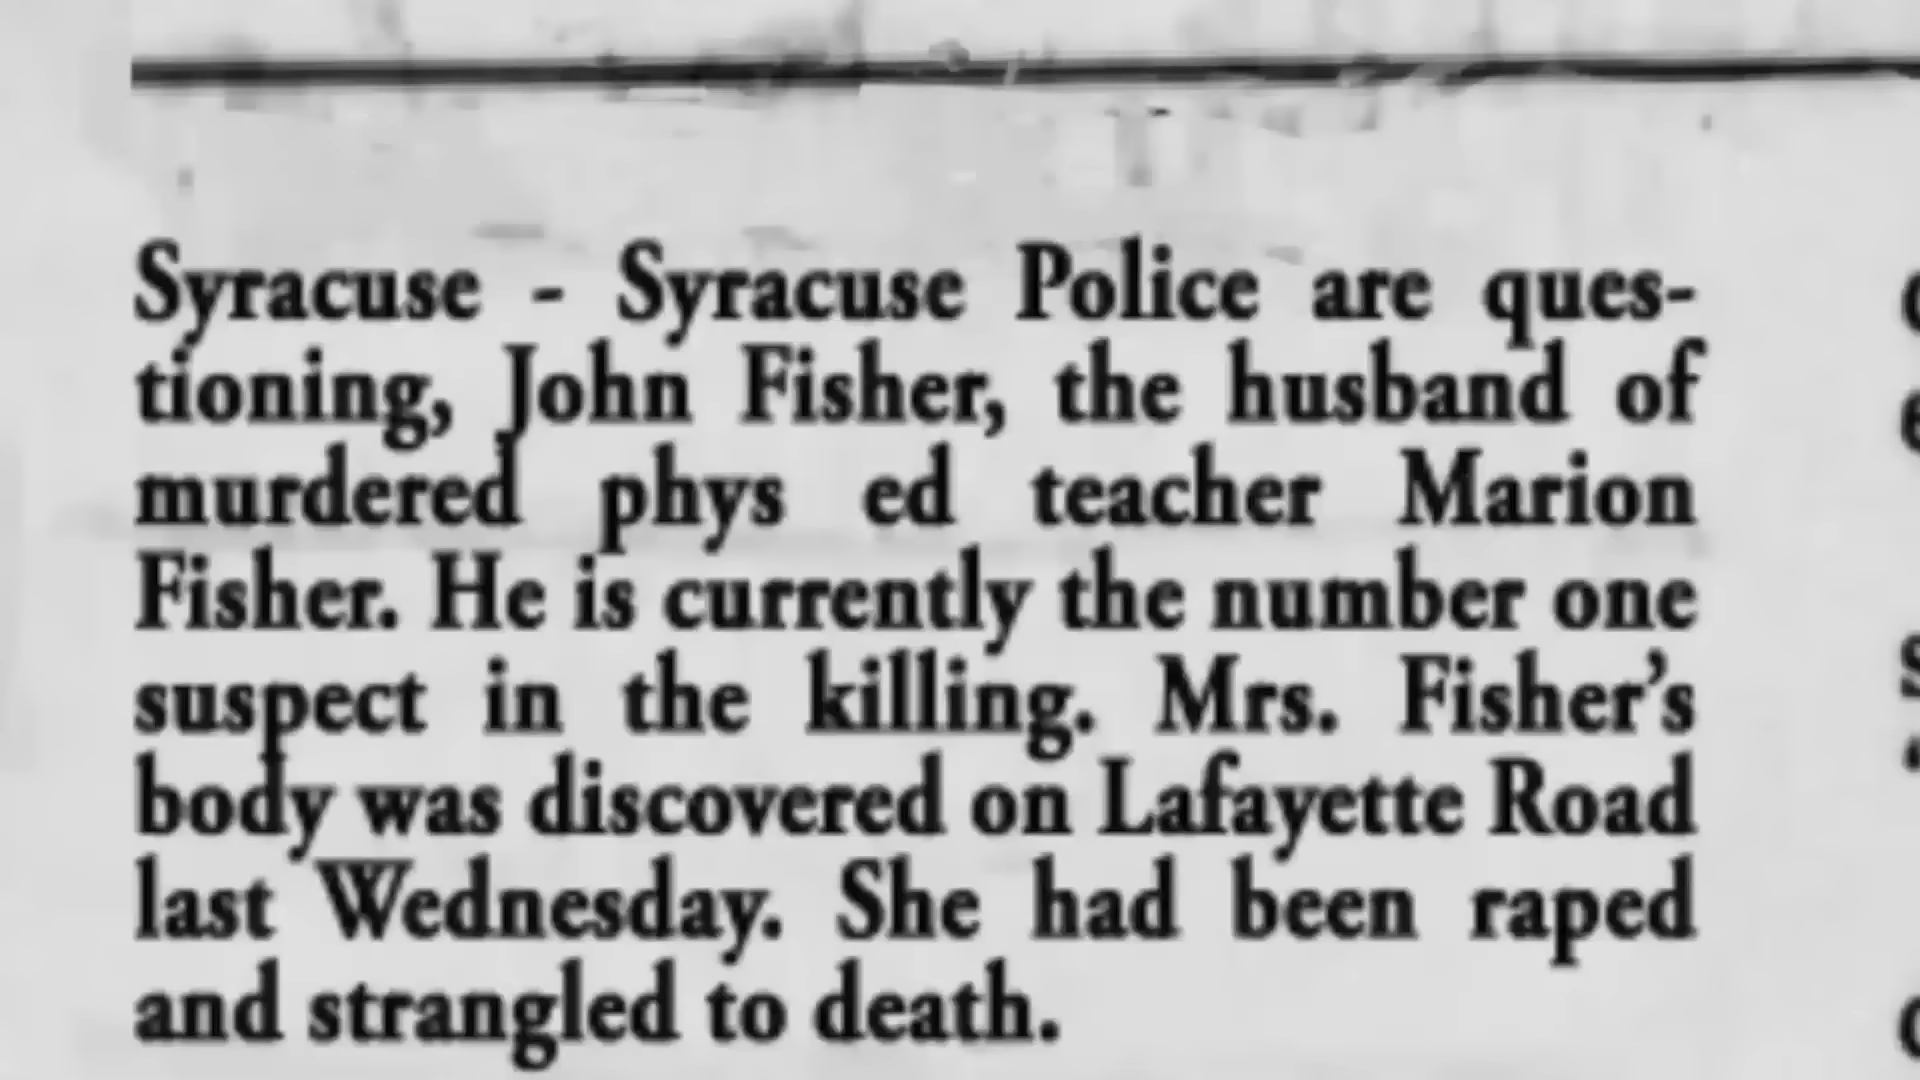 Syracuse - Syracuse Police are ques-
tioning, John Fisher, the husband of
murdered phys ed teacher Marion
Fisher. He is currently the number one
suspect in the killing. Mrs. Fisher’s
body was discovered on Lafayette Road
last Wednesday. She had been raped
and strangled to death.